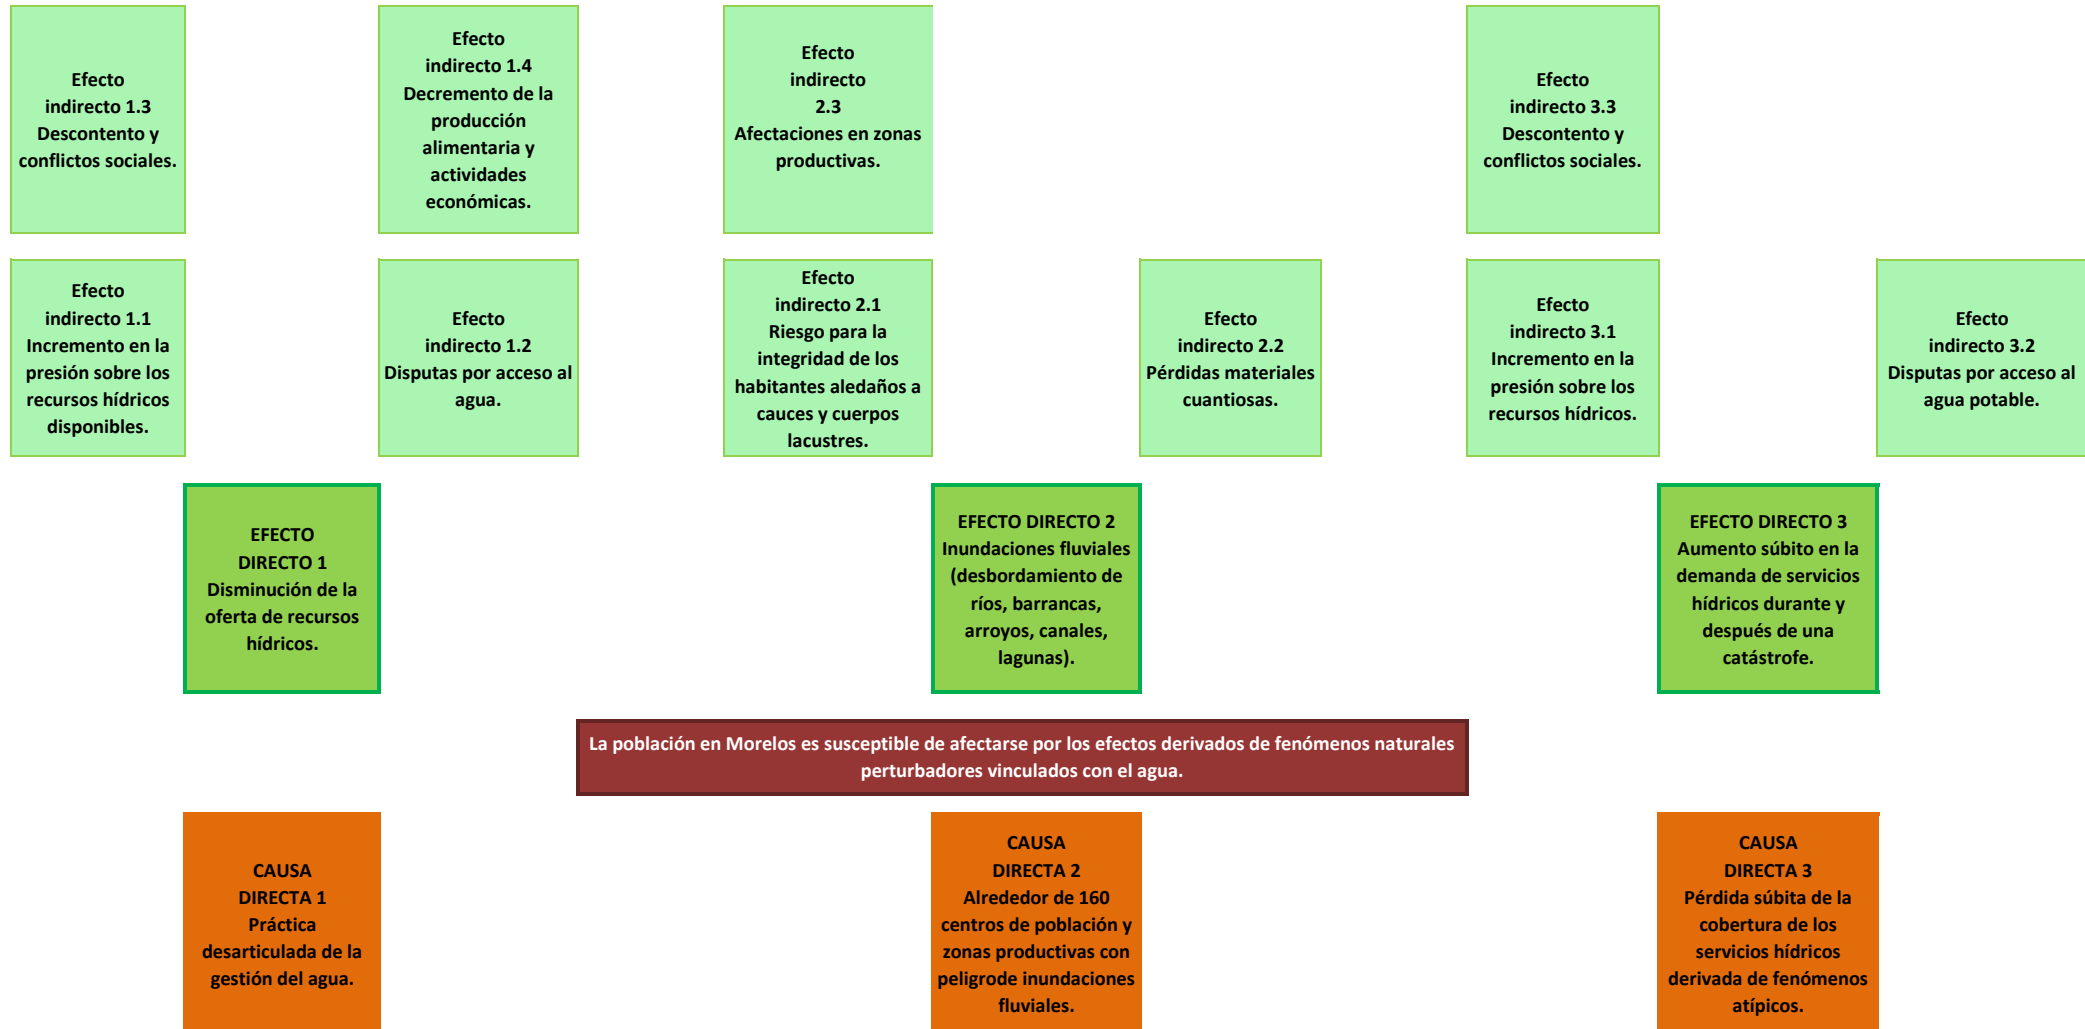 Efecto
indirecto 1.3
Descontento y
conflictos sociales.
Efecto
indirecto 1.4
Decremento de la
producción
alimentaria y
actividades
económicas.
Efecto
indirecto
2.3
Afectaciones en zonas
productivas.
Efecto
indirecto 3.3
Descontento y
conflictos sociales.
Efecto
indirecto 1.1
Incremento en la
presión sobre los
recursos hídricos
disponibles.
Efecto
indirecto 1.2
Disputas por acceso al
agua.
Efecto
indirecto 2.1
Riesgo para la
integridad de los
habitantes aledaños a
cauces y cuerpos
lacustres.
Efecto
indirecto 2.2
Pérdidas materiales
cuantiosas.
Efecto
indirecto 3.1
Incremento en la
presión sobre los
recursos hídricos.
Efecto
indirecto 3.2
Disputas por acceso al
agua potable.
EFECTO
DIRECTO 1
Disminución de la
oferta de recursos
hídricos.
EFECTO DIRECTO 2
Inundaciones fluviales
(desbordamiento de
ríos, barrancas,
arroyos, canales,
lagunas).
EFECTO DIRECTO 3
Aumento súbito en la
demanda de servicios
hídricos durante y
después de una
catástrofe.
La población en Morelos es susceptible de afectarse por los efectos derivados de fenómenos naturales
perturbadores vinculados con el agua.
CAUSA
DIRECTA 1
Práctica
desarticulada de la
gestión del agua.
CAUSA
DIRECTA 2
Alrededor de 160
centros de población y
zonas productivas con
peligrode inundaciones
fluviales.
CAUSA
DIRECTA 3
Pérdida súbita de la
cobertura de los
servicios hídricos
derivada de fenómenos
atípicos.